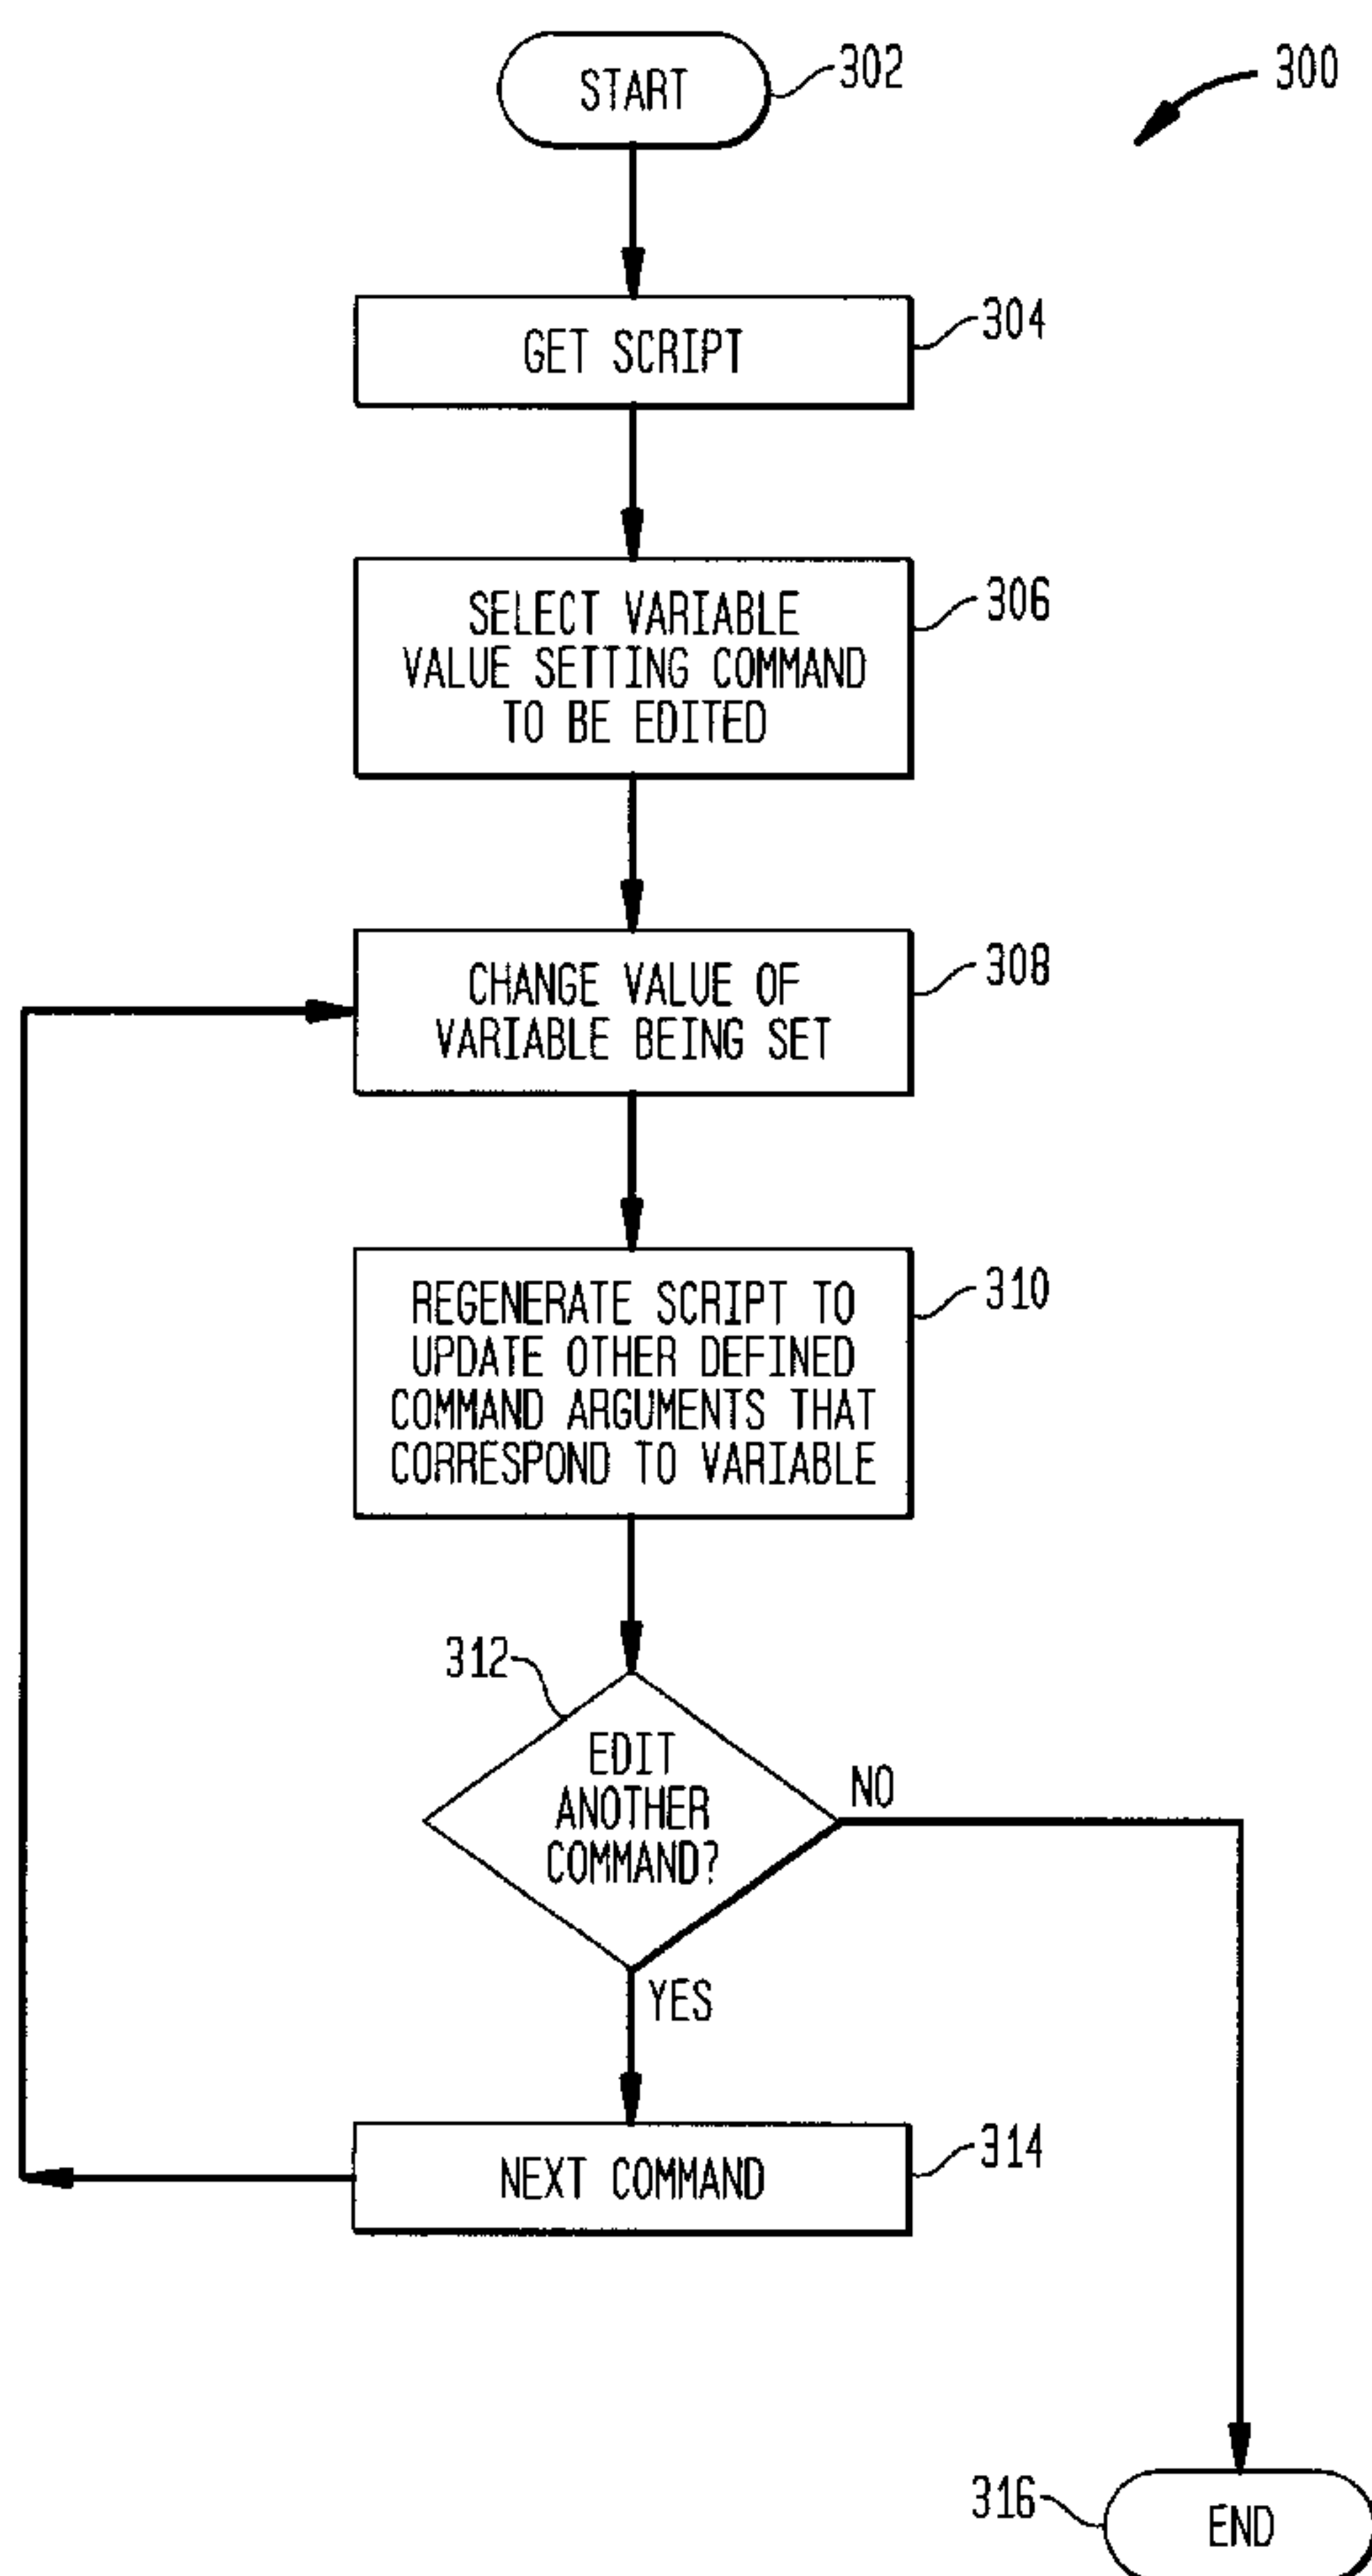 START
302
300
GET SCRIPT
304
SELECT VARIABLE
VALUE SETTING COMMAND
TO BE EDITED
306
CHANGE VALUE OF
VARIABLE BEING SET
308
REGENERATE SCRIPT TO
UPDATE OTHER DEFINED
COMMAND ARGUMENTS THAT
CORRESPOND TO VARIABLE
310
312
EDIT
ANOTHER
COMMAND?
NO
YES
NEXT COMMAND
314
316
END